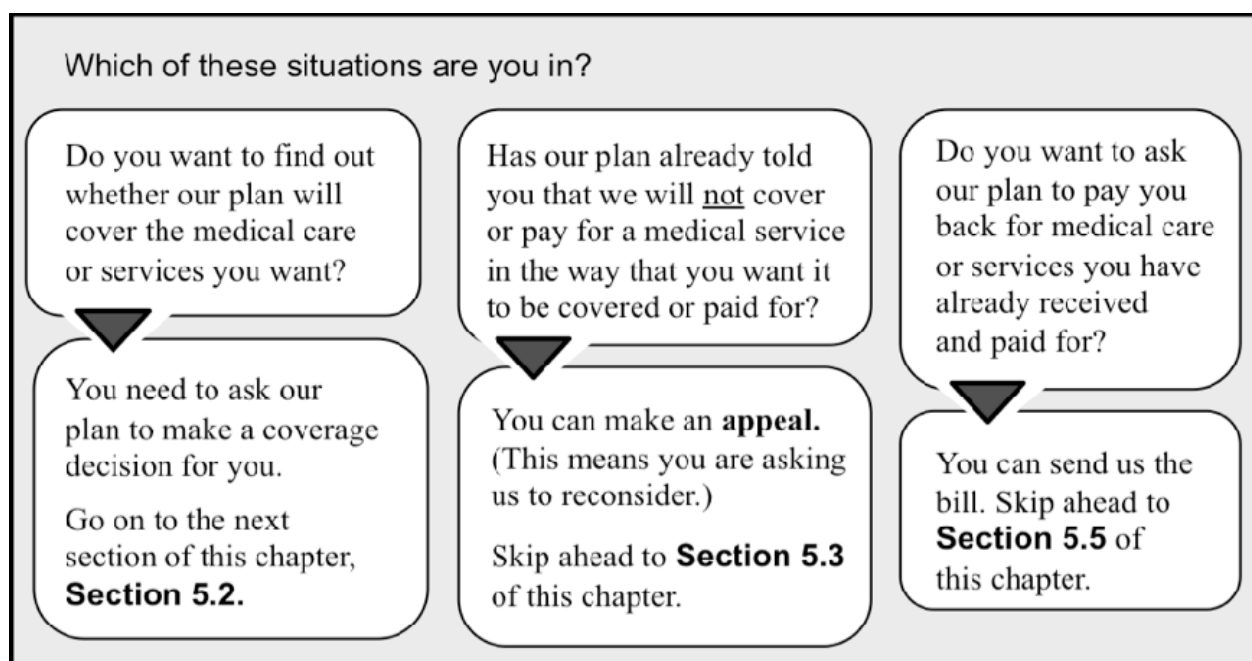 Which of these situations are you in?
Do you want to find out
whether our plan will
cover the medical care
or services you want?
You need to ask our
plan to make a coverage
decision for you.
Go on to the next
section of this chapter,
Section 5.2.
Has our plan already told
you that we will not cover
or pay for a medical service
in the way that you want it
to be covered or paid for?
You can make an appeal.
(This means you are asking
us to reconsider.)
Skip ahead to Section 5.3
of this chapter.
Do you want to ask
our plan to pay you
back for medical care
or services you have
already received
and paid for?
You can send us the
bill. Skip ahead to
Section 5.5 of
this chapter.